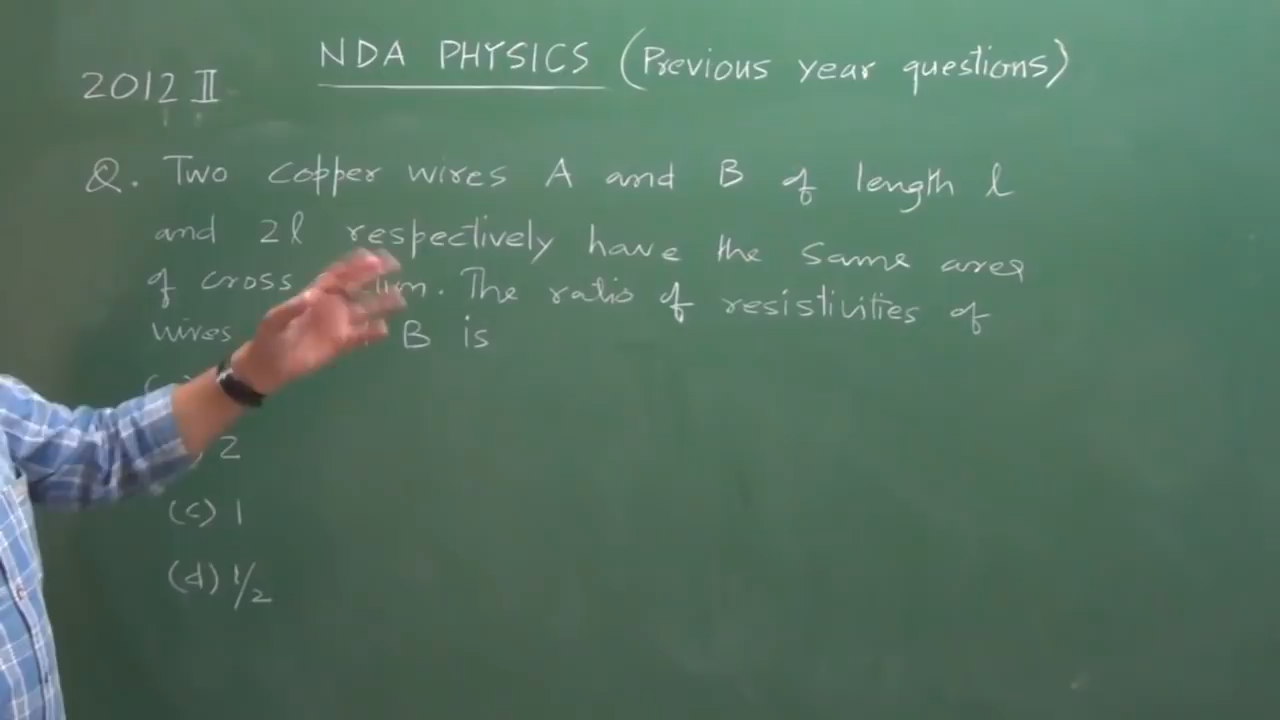 NDA PHYSICS (Previous year questions)
2012 II
Q. Two copper wires A and B of length l
and 2l respectively have the same area
of cross . The ratio of resistivities of
wires B is
) 2
(c) 1
(d) 1/2